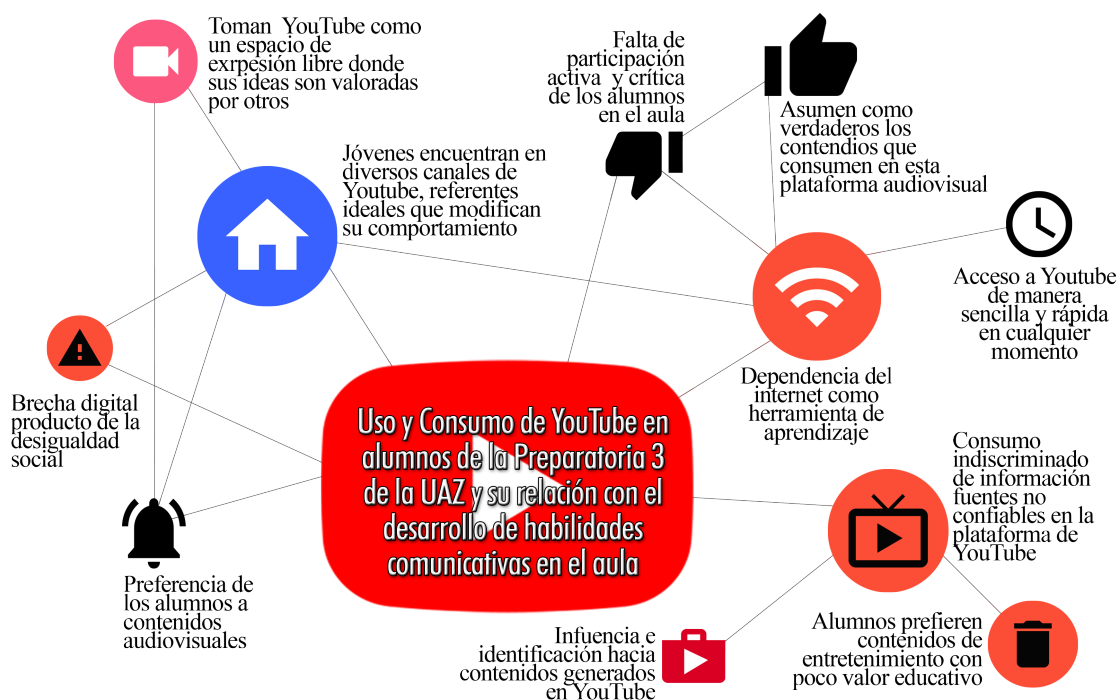 Toman YouTube como
un espacio de
exrpesión libre donde
sus ideas son valoradas
por otros
Falta de
participación
activa y crítica
de los alumnos
en el aula
Asumen como
verdaderos los
contendios que
consumen en esta
plataforma audiovisual
Jóvenes encuentran en
diversos canales de
Youtube, referentes
ideales que modifican
su comportamiento
Acceso a Youtube
de manera
sencilla y rápida
en cualquier
momento
Brecha digital
producto de la
desigualdad
social
Dependencia del
internet como
herramienta de
aprendizaje
Uso y Consumo de YouTube en
alumnos de la Preparatoria 3
de la UAZ y su relación con el
desarrollo de habilidades
comunicativas en el aula
Consumo
indiscriminado
de información
fuentes no
confiables en la
plataforma de
YouTube
Preferencia de
los alumnos a
contenidos
audiovisuales
Infuencia e
identificación hacia
contenidos generados
en YouTube
Alumnos prefieren
contenidos de
entretenimiento con
poco valor educativo